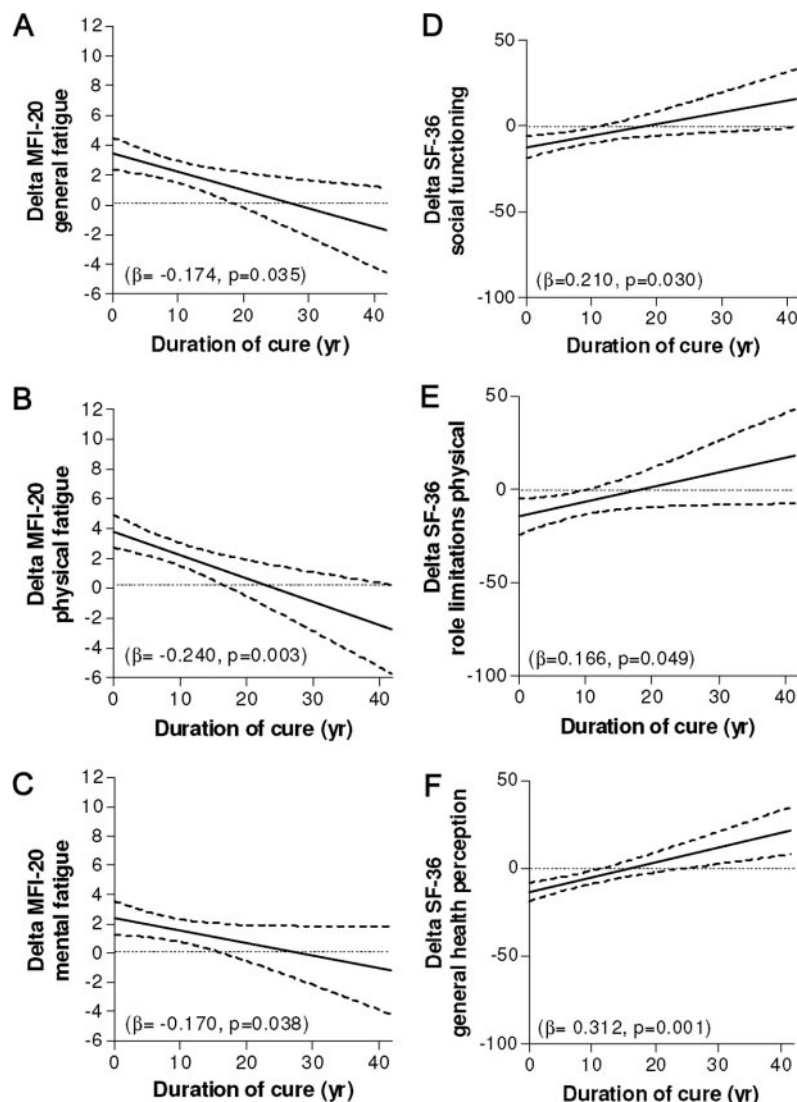 A
Delta MFI-20
general fatigue
12
10
8
6
4
2
0
-2
-4
-6
(β= -0.174, p=0.035)
0 10 20 30 40
Duration of cure (yr)
B
Delta MFI-20
physical fatigue
12
10
8
6
4
2
0
-2
-4
-6
(β= -0.240, p=0.003)
0 10 20 30 40
Duration of cure (yr)
C
Delta MFI-20
mental fatigue
12
10
8
6
4
2
0
-2
-4
-6
(β= -0.170, p=0.038)
0 10 20 30 40
Duration of cure (yr)
D
Delta SF-36
social functioning
50
0
-50
-100
(β=0.210, p=0.030)
0 10 20 30 40
Duration of cure (yr)
E
Delta SF-36
role limitations physical
50
0
-50
-100
(β=0.166, p=0.049)
0 10 20 30 40
Duration of cure (yr)
F
Delta SF-36
general health perception
50
0
-50
-100
(β= 0.312, p=0.001)
0 10 20 30 40
Duration of cure (yr)